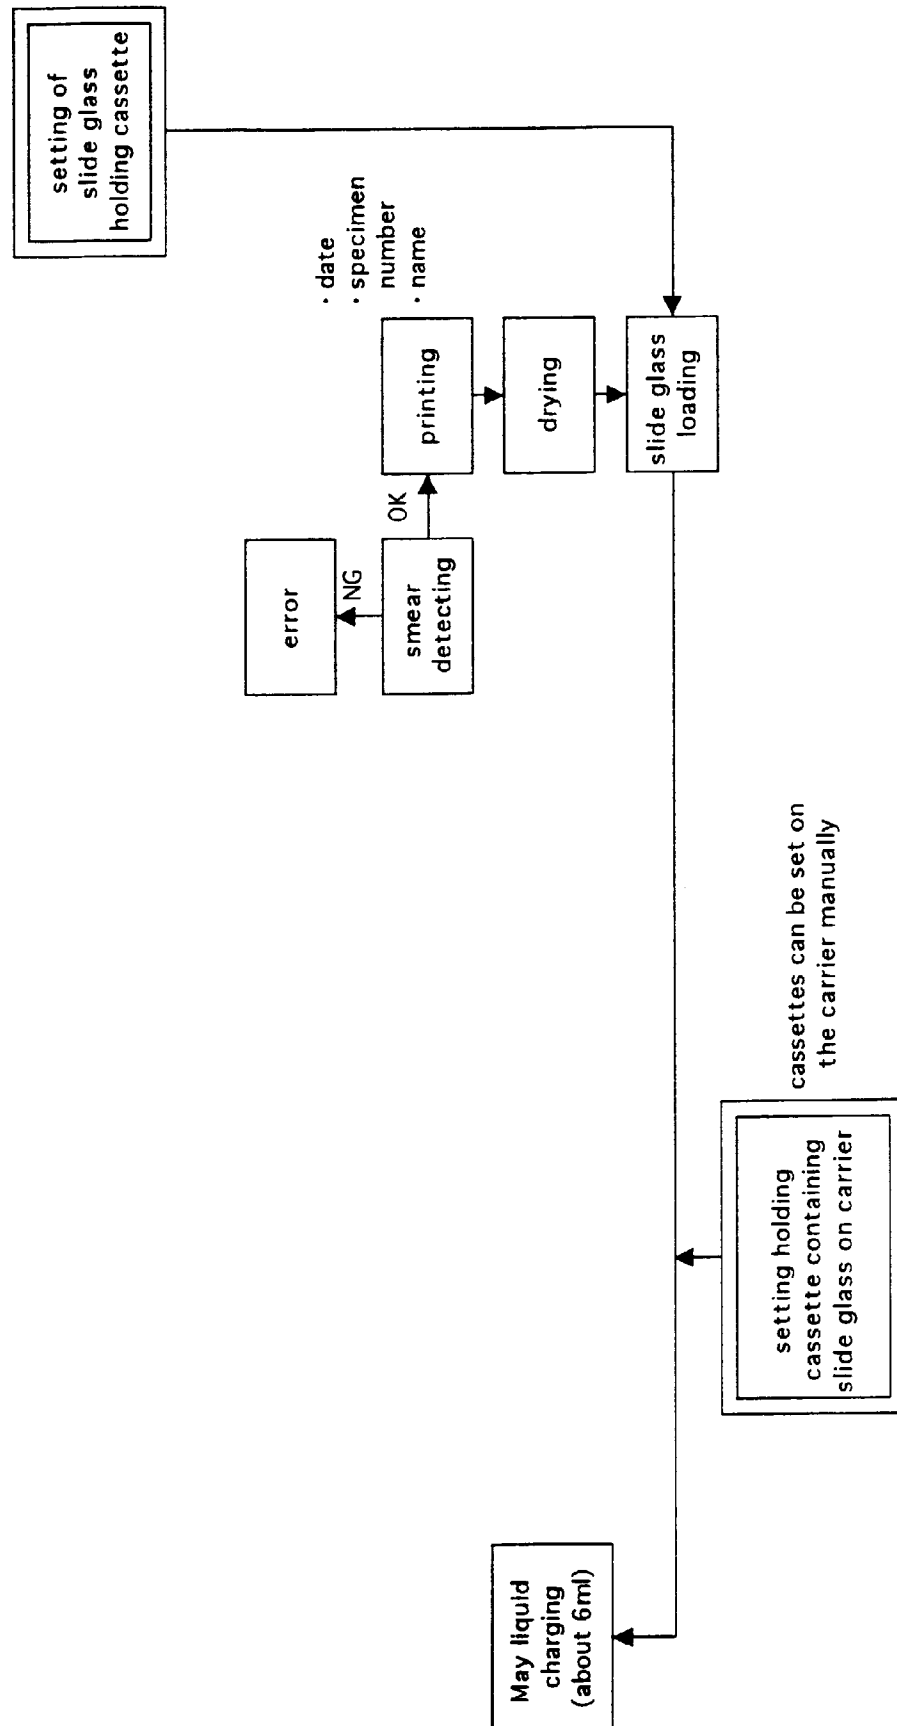 setting of
slide glass
holding cassette
· date
· specimen
number
· name
printing
drying
slide glass
loading
OK
error
NG
smear
detecting
cassettes can be set on
the carrier manually
setting holding
cassette containing
slide glass on carrier
May liquid
charging
(about 6ml)